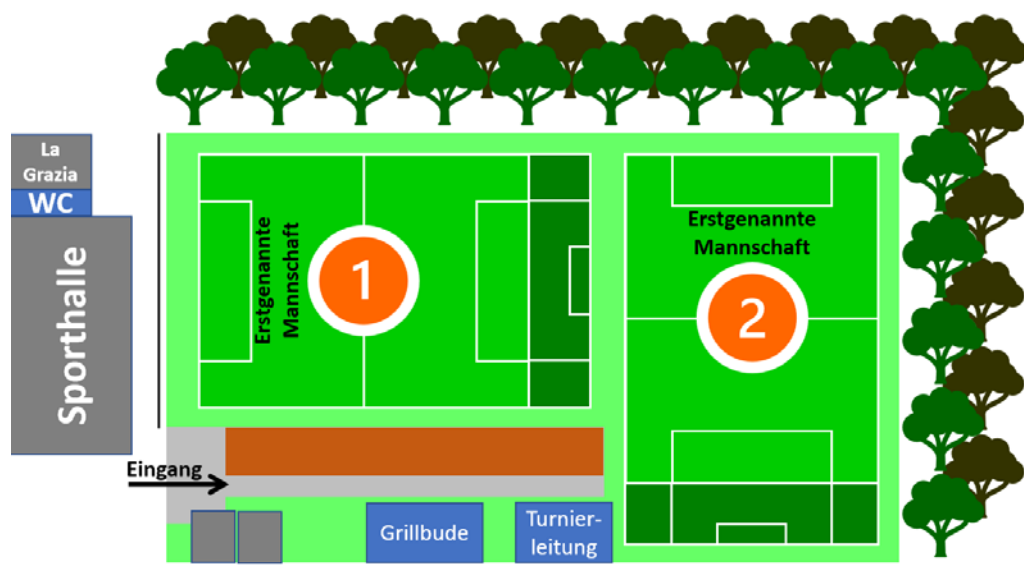 La
Grazia
WC
Sporthalle
Erstgenannte
Mannschaft
1
Erstgenannte
Mannschaft
2
Eingang
Grillbude
Turnier-
leitung